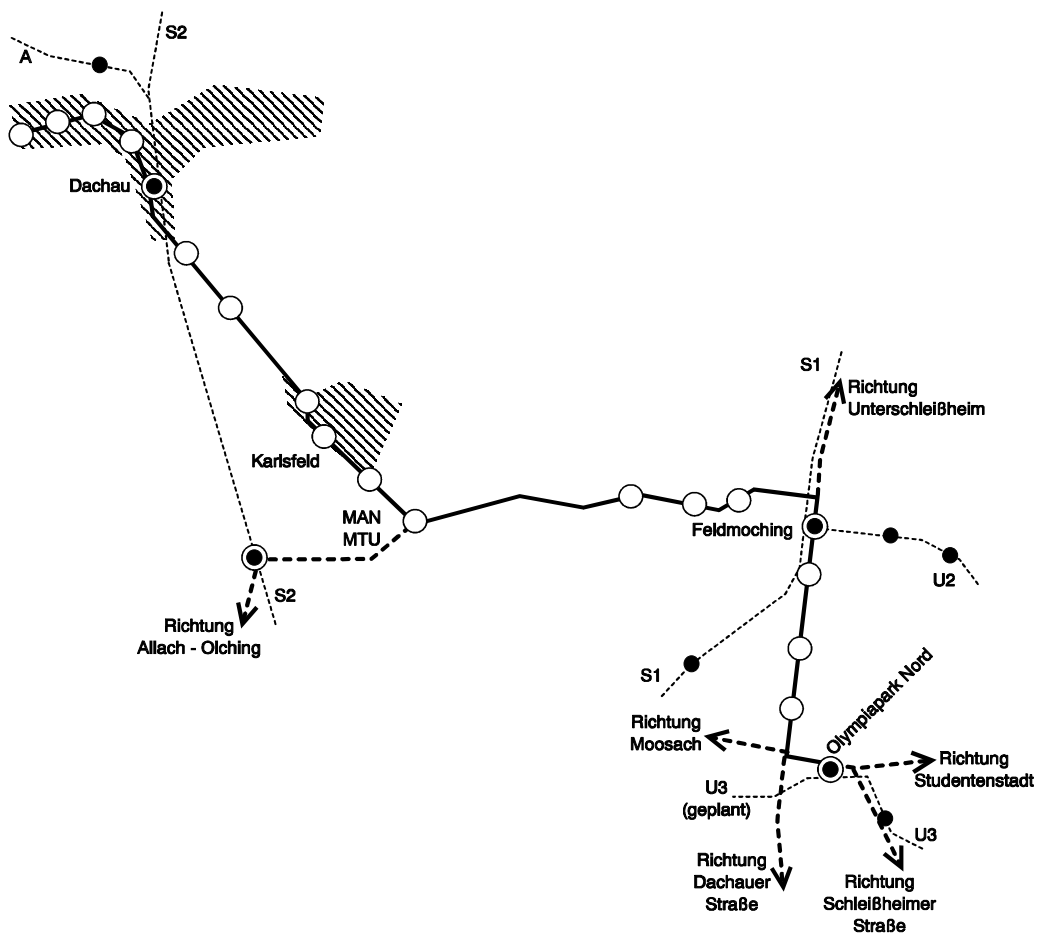 S2
A
Dachau
S1
Richtung
Unterschleißheim
Karlsfeld
MAN
MTU
Feldmoching
U2
S2
Richtung
Allach - Olching
S1
Olympiapark Nord
Richtung
Moosach
Richtung
Studentenstadt
U3
(geplant)
U3
Richtung
Dachauer
Straße
Richtung
Schleißheimer
Straße